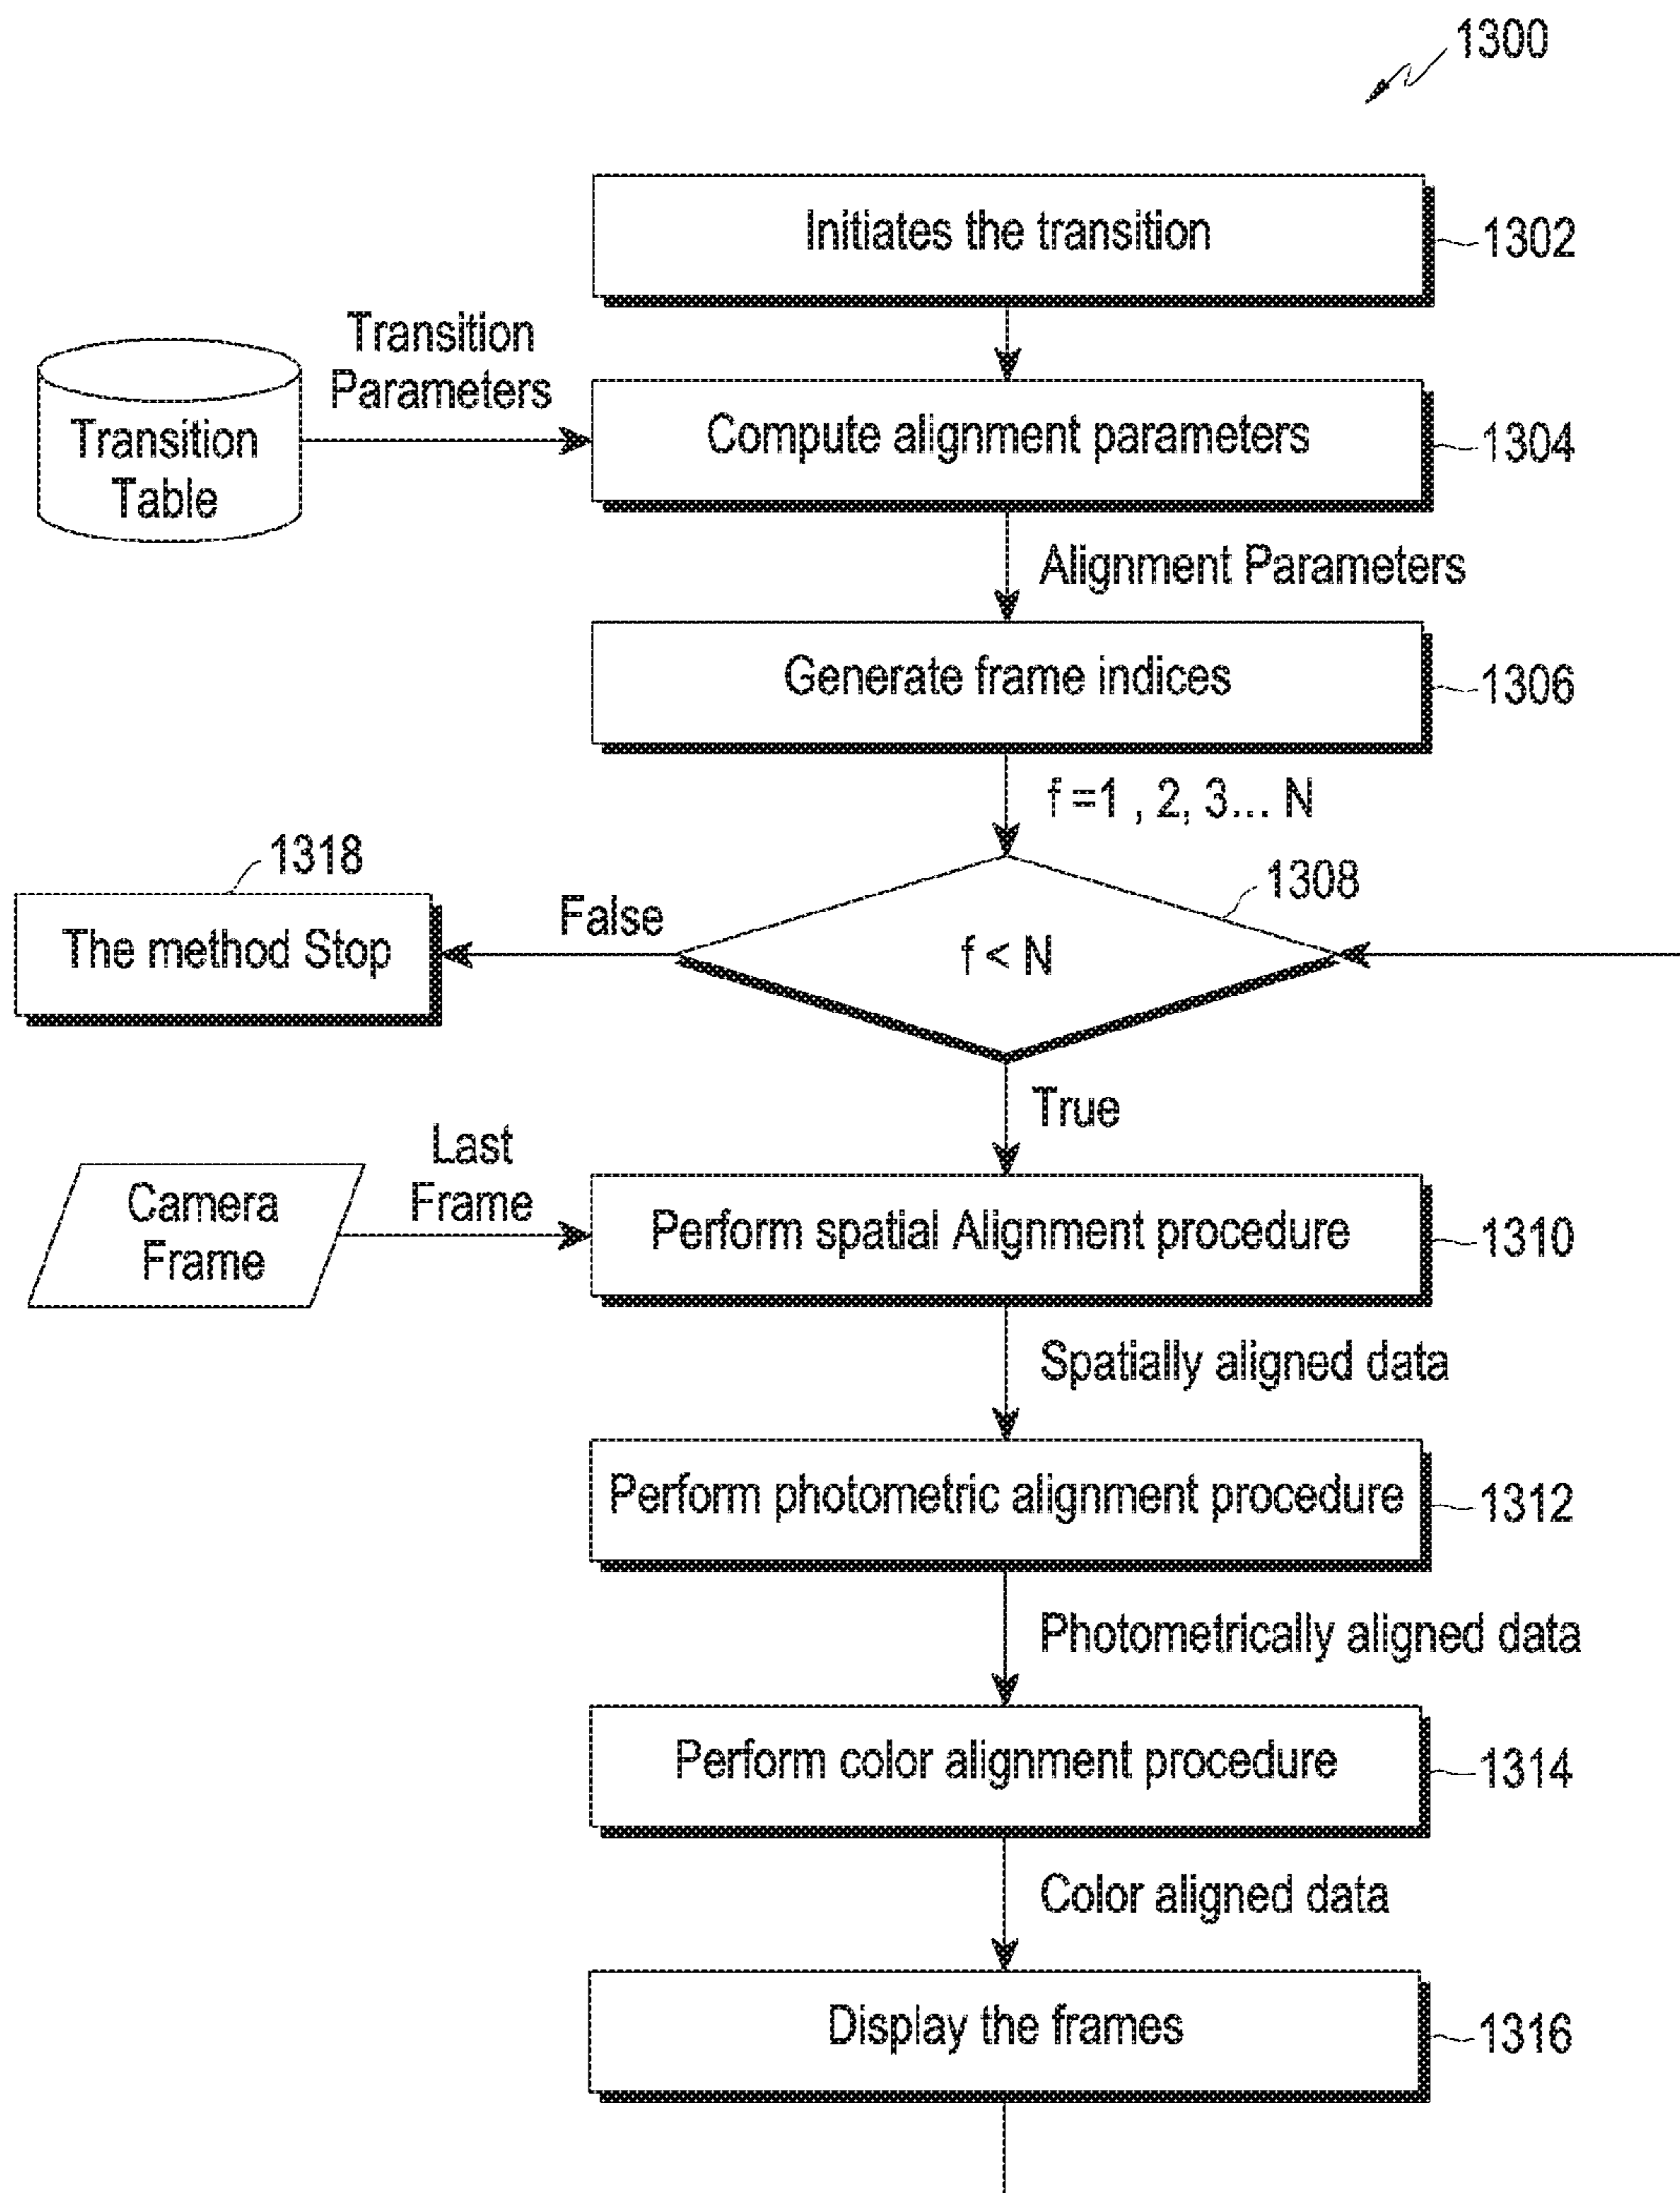 1300
Initiates the transition
1302
Transition
Parameters
Transition
Table
Compute alignment parameters
1304
Alignment Parameters
Generate frame indices
1306
f =1 , 2, 3... N
1318
The method Stop
False
f < N
1308
True
Camera
Frame
Last
Frame
Perform spatial Alignment procedure
1310
Spatially aligned data
Perform photometric alignment procedure
1312
Photometrically aligned data
Perform color alignment procedure
1314
Color aligned data
Display the frames
1316